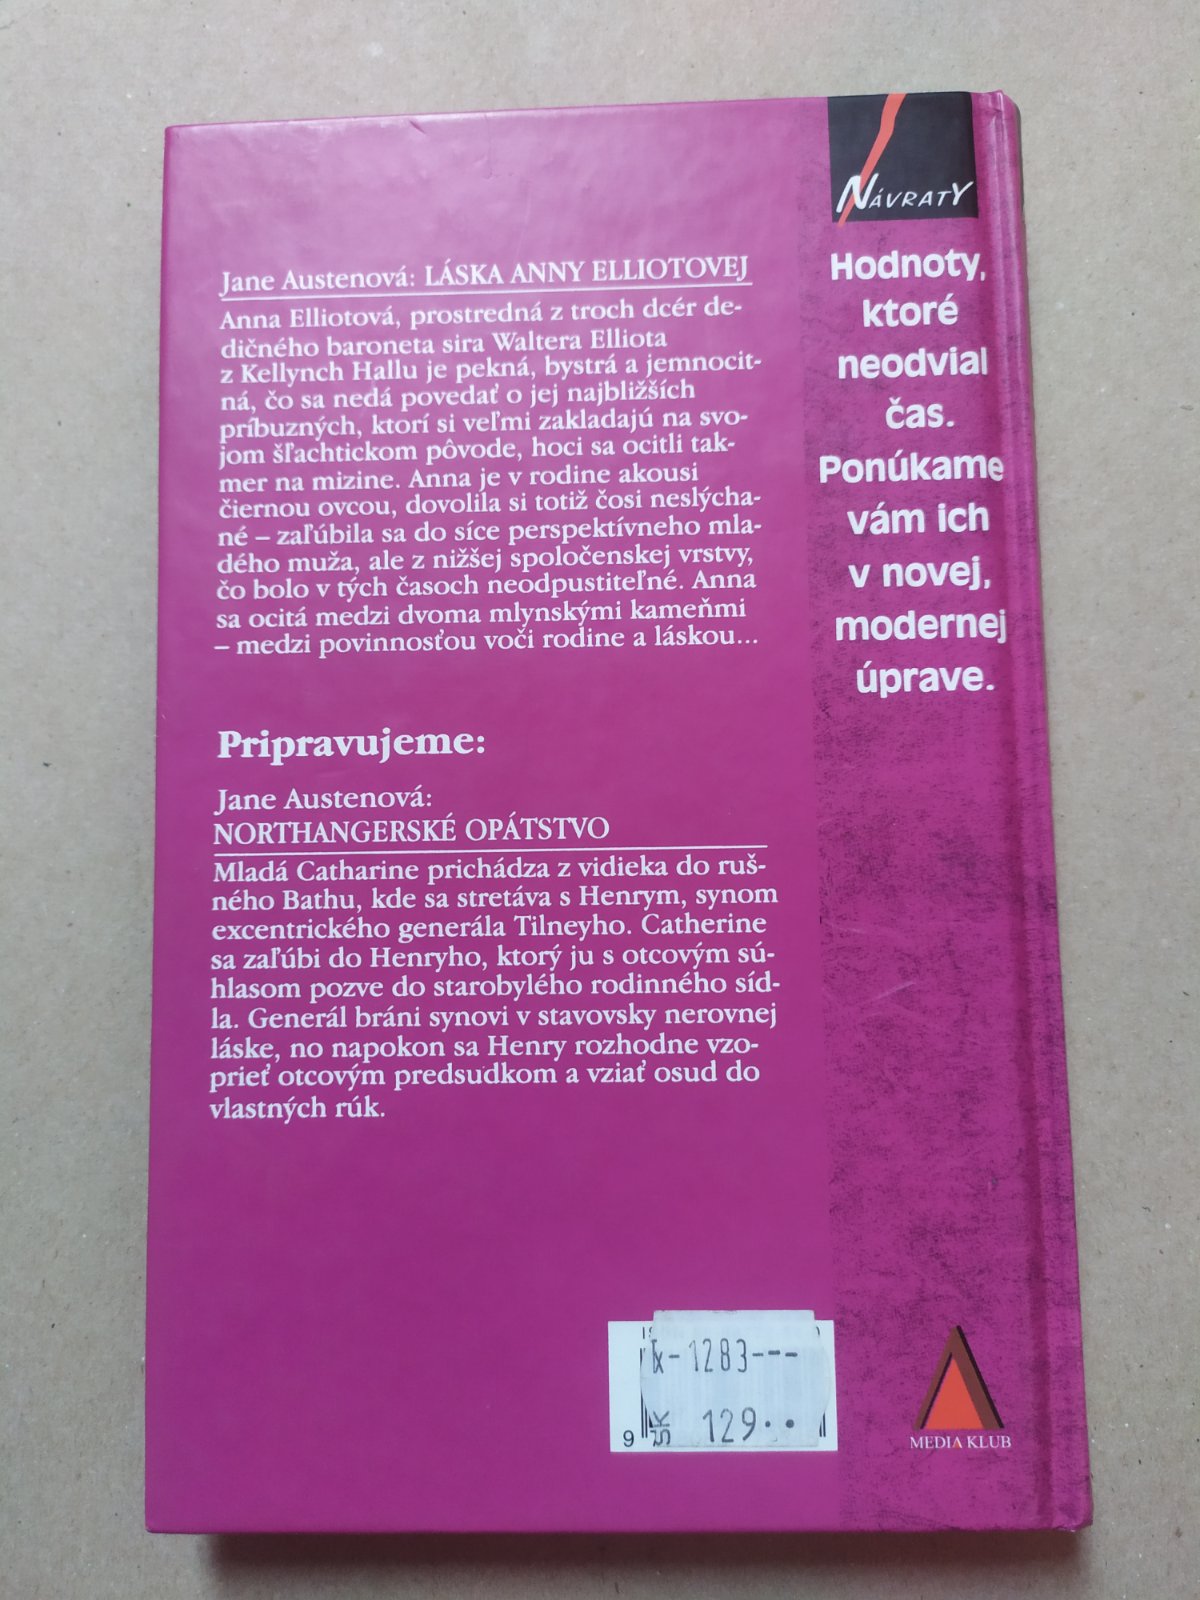 NÁVRATY
Hodnoty,
ktoré
neodvial
čas.
Ponúkame
vám ich
v novej,
modernej
úprave.
Jane Austenová: LÁSKA ANNY ELLIOTOVEJ
Anna Elliotová, prostredná z troch dcér de-
dičného baroneta sira Waltera Elliota
z Kellynch Hallu je pekná, bystrá a jemnocit-
ná, čo sa nedá povedať o jej najbližších
príbuzných, ktorí si veľmi zakladajú na svo-
jom šľachtickom pôvode, hoci sa ocitli tak-
mer na mizine. Anna je v rodine akousi
čiernou ovcou, dovolila si totiž čosi neslýcha-
né – zaľúbila sa do síce perspektívneho mla-
dého muža, ale z nižšej spoločenskej vrstvy,
čo bolo v tých časoch neodpustiteľné. Anna
sa ocitá medzi dvoma mlynskými kameňmi
– medzi povinnosťou voči rodine a láskou...
Pripravujeme:
Jane Austenová:
NORTHANGERSKÉ OPÁTSTVO
Mladá Catharine prichádza z vidieka do ruš-
ného Bathu, kde sa stretáva s Henrym, synom
excentrického generála Tilneyho. Catherine
sa zaľúbi do Henryho, ktorý ju s otcovým sú-
hlasom pozve do starobylého rodinného síd-
la. Generál bráni synovi v stavovsky nerovnej
láske, no napokon sa Henry rozhodne vzo-
prieť otcovým predsudkom a vziať osud do
vlastných rúk.
-1283---
SK 129··
9
MEDIA KLUB